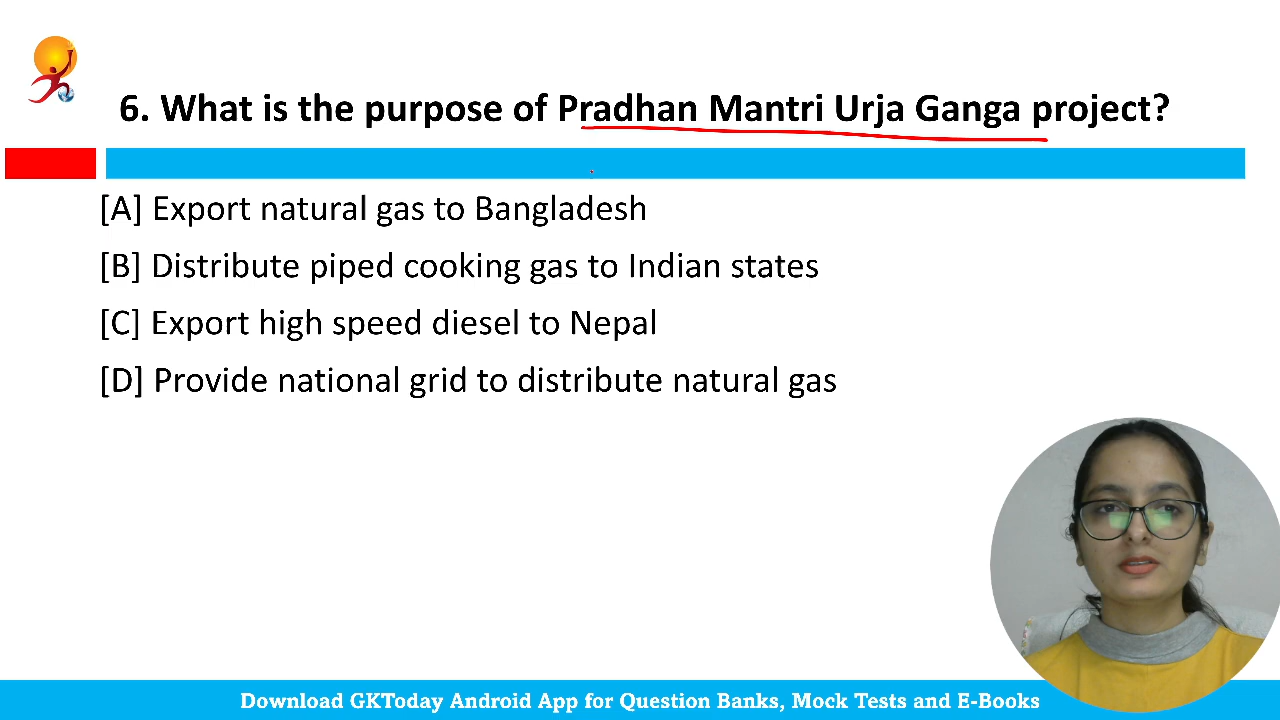 6. What is the purpose of Pradhan Mantri Urja Ganga project?
[A] Export natural gas to Bangladesh
[B] Distribute piped cooking gas to Indian states
[C] Export high speed diesel to Nepal
[D] Provide national grid to distribute natural gas
Download GKToday Android App for Question Banks, Mock Tests and E-Books